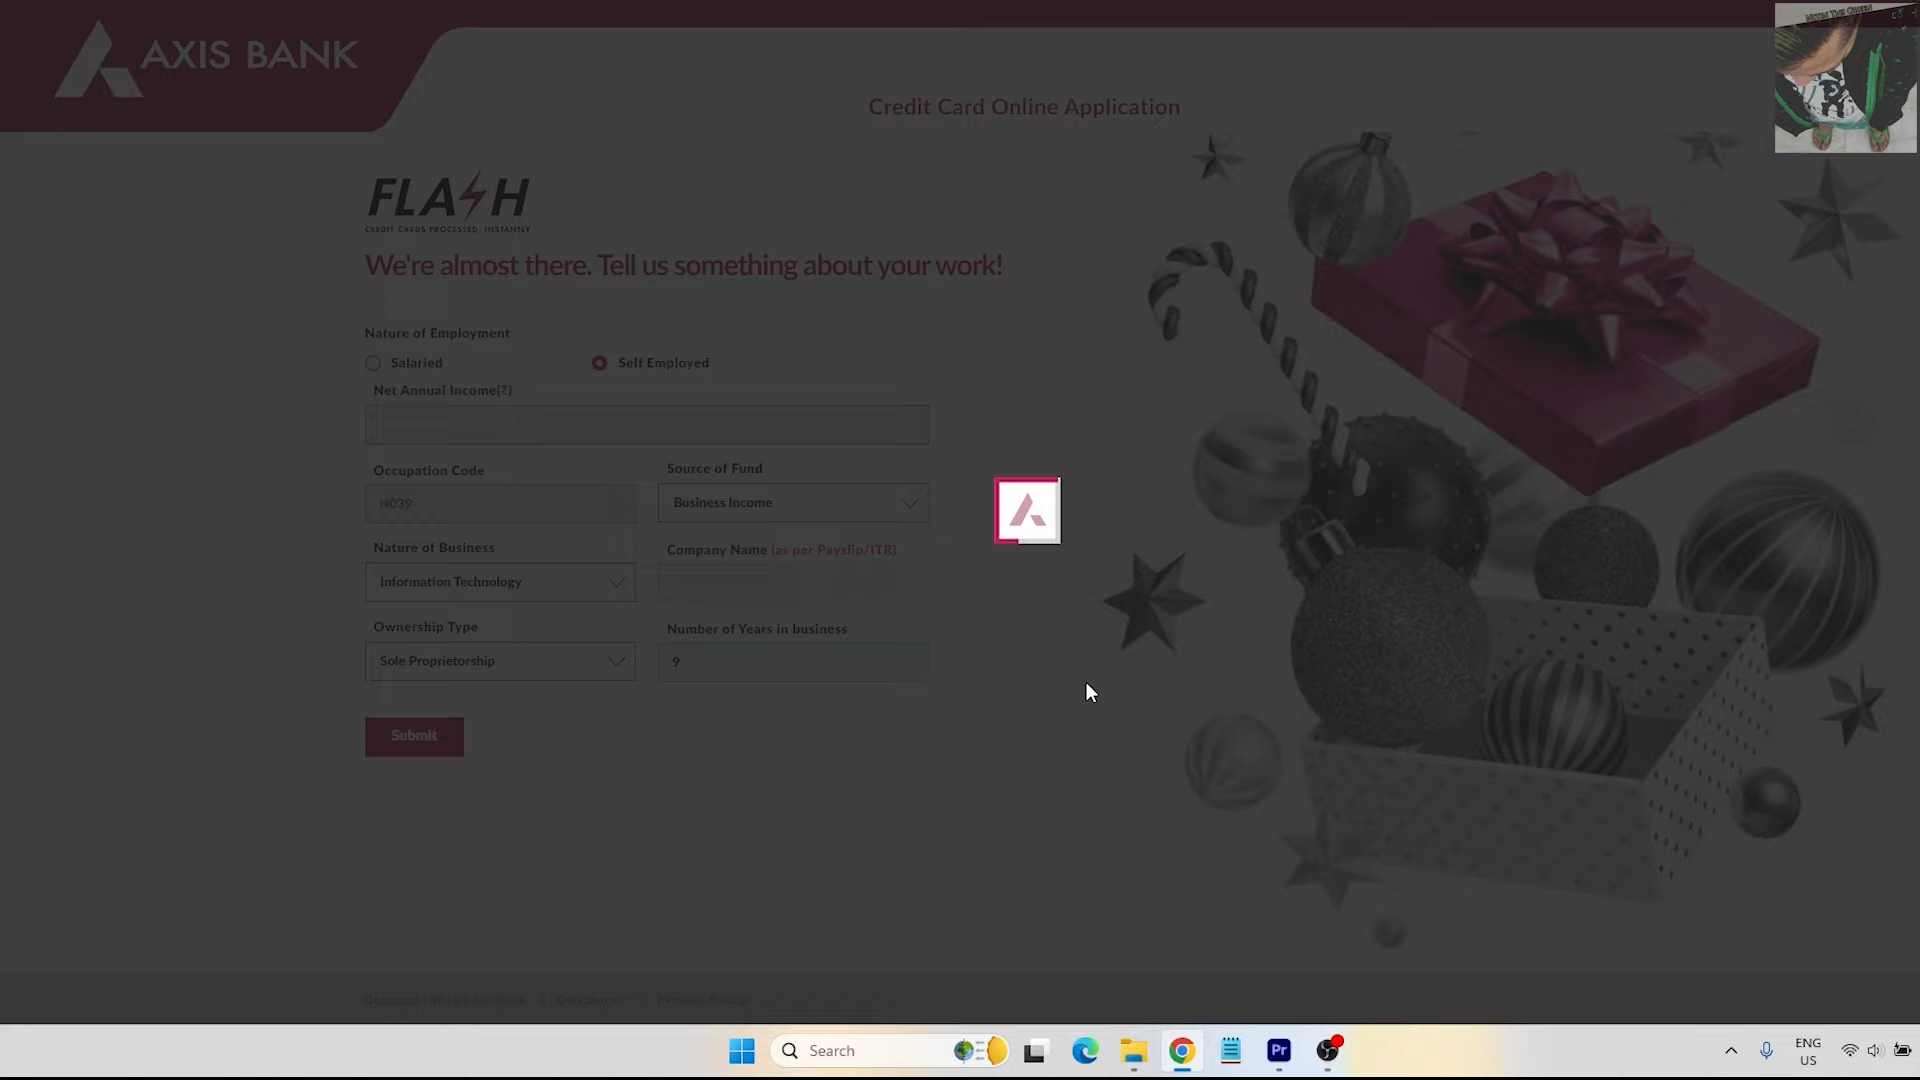 AXIS BANK
Credit Card Online Application
FLASH
CREDIT CARDS PROCESSED, INSTANTLY
We're almost there. Tell us something about your work!
Nature of Employment
Salaried
Self Employed
Net Annual Income(₹)
Occupation Code
Source of Fund
N039
Business Income
Nature of Business
Company Name (as per Payslip/ITR)
Information Technology
Ownership Type
Number of Years in business
Sole Proprietorship
9
Submit
Search
Pr
ENG
US